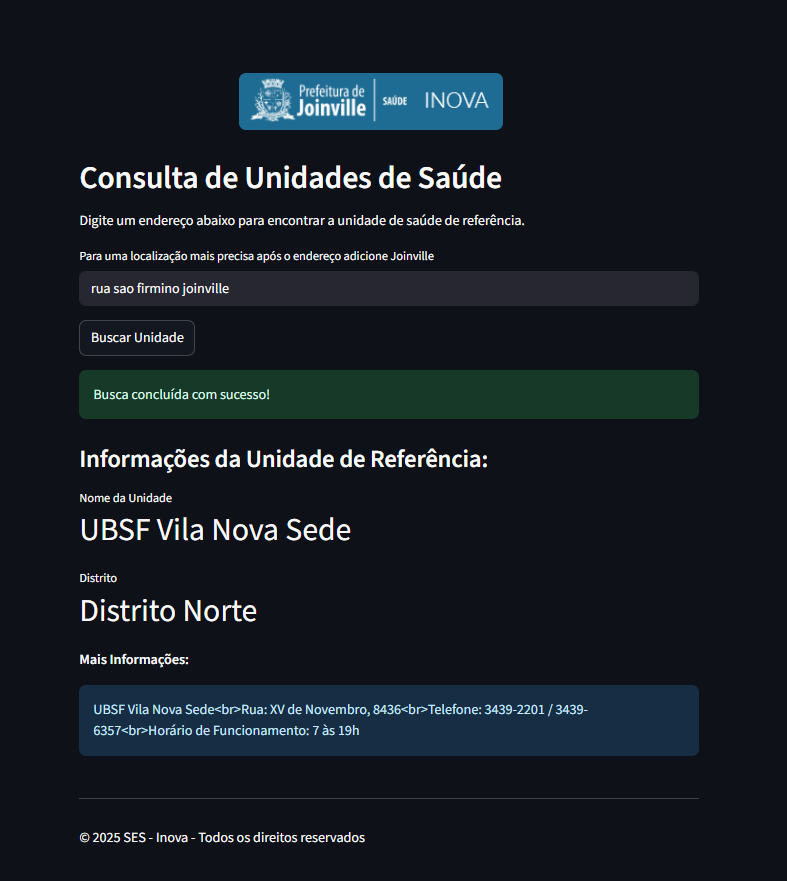 Prefeitura de
Joinville
SAÚDE
INOVA
Consulta de Unidades de Saúde
Digite um endereço abaixo para encontrar a unidade de saúde de referência.
Para uma localização mais precisa após o endereço adicione Joinville
rua sao firmino joinville
Buscar Unidade
Busca concluída com sucesso!
Informações da Unidade de Referência:
Nome da Unidade
UBSF Vila Nova Sede
Distrito
Distrito Norte
Mais Informações:
UBSF Vila Nova Sede<br>Rua: XV de Novembro, 8436<br>Telefone: 3439-2201 / 3439-
6357<br>Horário de Funcionamento: 7 às 19h
© 2025 SES - Inova - Todos os direitos reservados